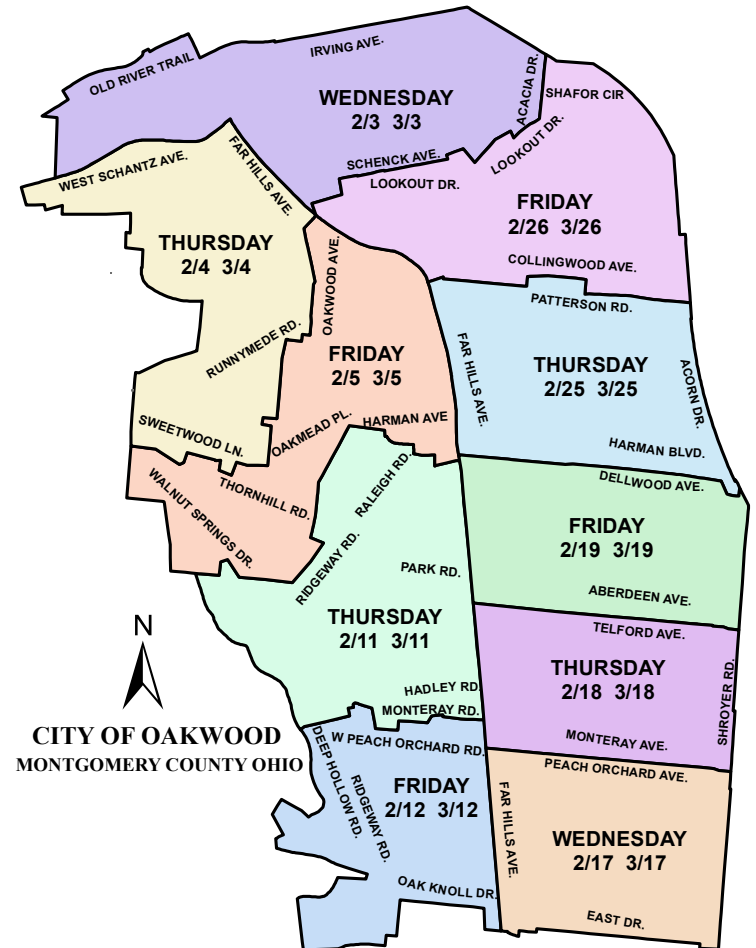 OLD RIVER TRAIL
IRVING AVE.
ACACIA DR.
SHAFOR CIR
WEDNESDAY
2/3 3/3
SCHENCK AVE.
LOOKOUT DR.
LOOKOUT DR.
WEST SCHANTZ AVE.
FAR HILLS AVE.
FRIDAY
2/26 3/26
COLLINGWOOD AVE.
THURSDAY
2/4 3/4
OAKWOOD AVE.
RUNNYMEDE RD.
SWEETWOOD LN.
FRIDAY
2/5 3/5
OAKMEAD PL.
HARMAN AVE
THORNHILL RD.
WALNUT SPRINGS DR.
PATTERSON RD.
FAR HILLS AVE.
THURSDAY
2/25 3/25
ACORN DR.
HARMAN BLVD.
DELLWOOD AVE.
FRIDAY
2/19 3/19
ABERDEEN AVE.
RALEIGH RD.
RIDGEWAY RD.
PARK RD.
THURSDAY
2/11 3/11
HADLEY RD.
MONTERAY RD.
TELFORD AVE.
THURSDAY
2/18 3/18
SHROYER RD.
MONTERAY AVE.
N
CITY OF OAKWOOD
MONTGOMERY COUNTY OHIO
W PEACH ORCHARD RD.
DEEP HOLLOW RD.
RIDGEWAY RD.
FRIDAY
2/12 3/12
OAK KNOLL DR.
PEACH ORCHARD AVE.
FAR HILLS AVE.
WEDNESDAY
2/17 3/17
EAST DR.